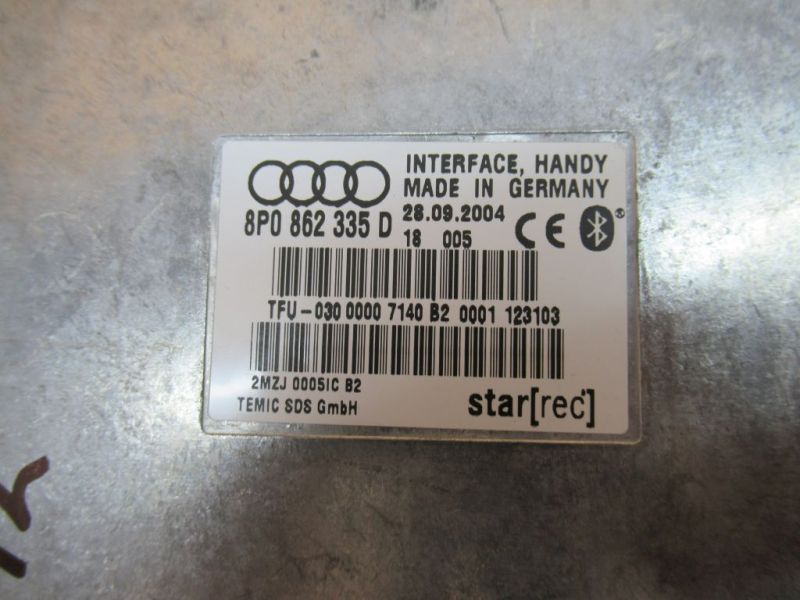 INTERFACE, HANDY
MADE IN GERMANY
8P0 862 335 D
28.09.2004
18 005
CE
TFU-030 0000 7140 B2 0001 123103
2MZJ 0005IC B2
TEMIC SDS GmbH
star[rec]